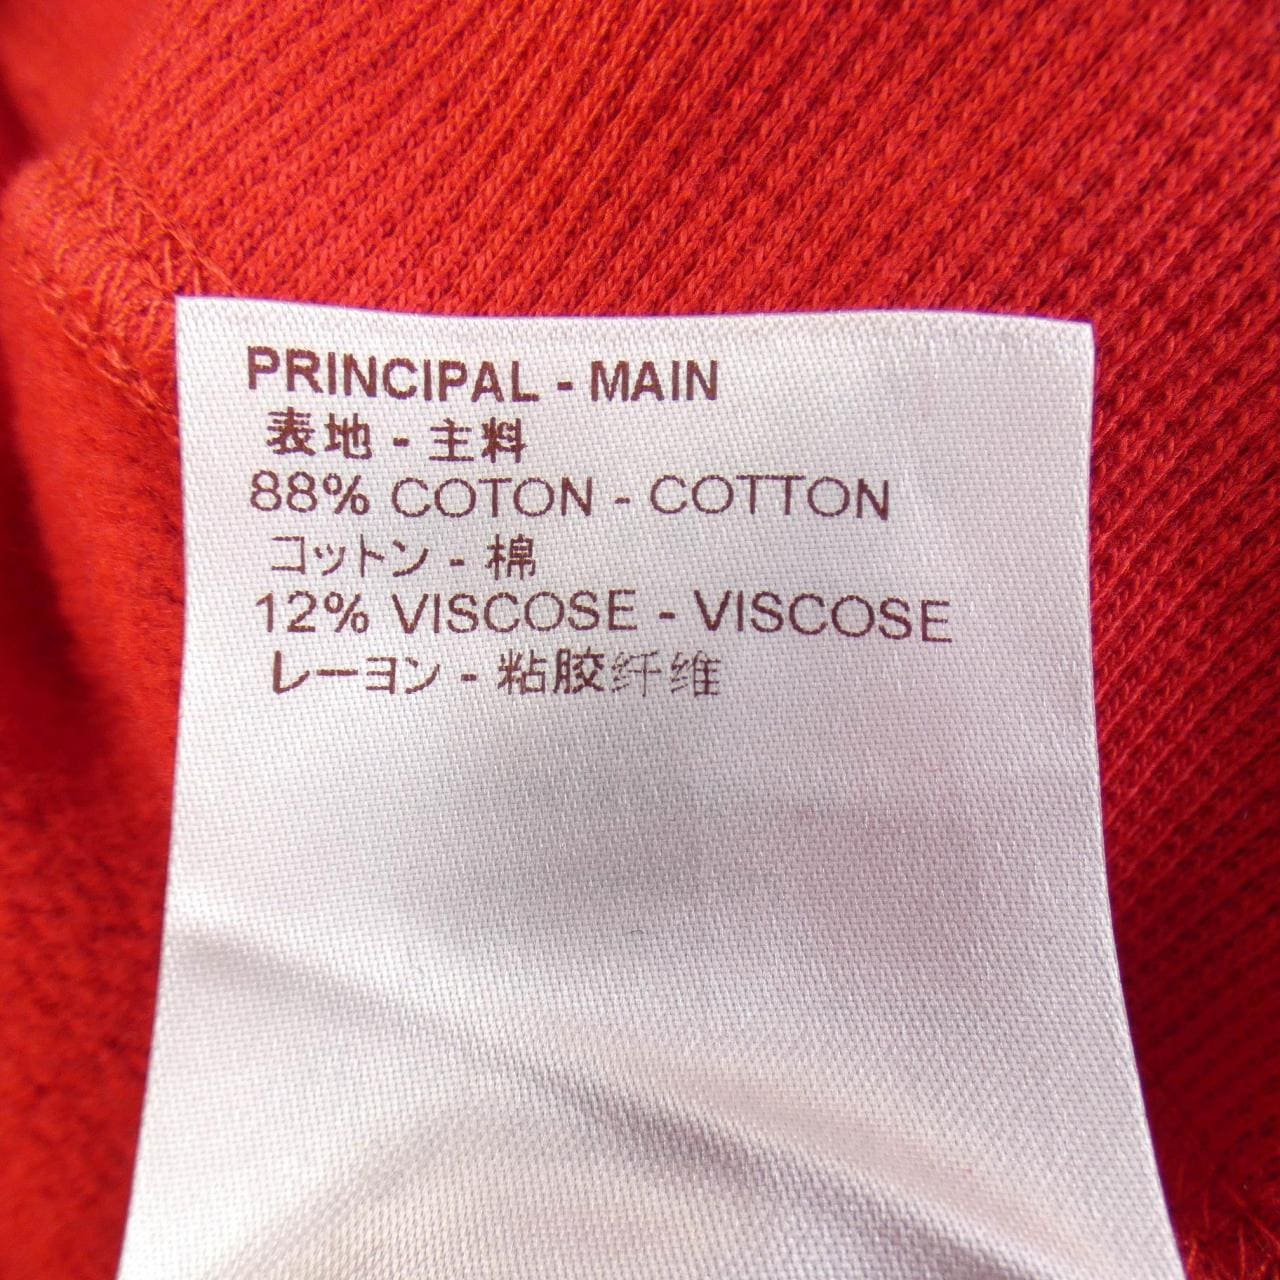 PRINCIPAL - MAIN
表地 - 主料
88% COTON - COTTON
コットン - 棉
12% VISCOSE - VISCOSE
レーヨン - 粘胶纤维